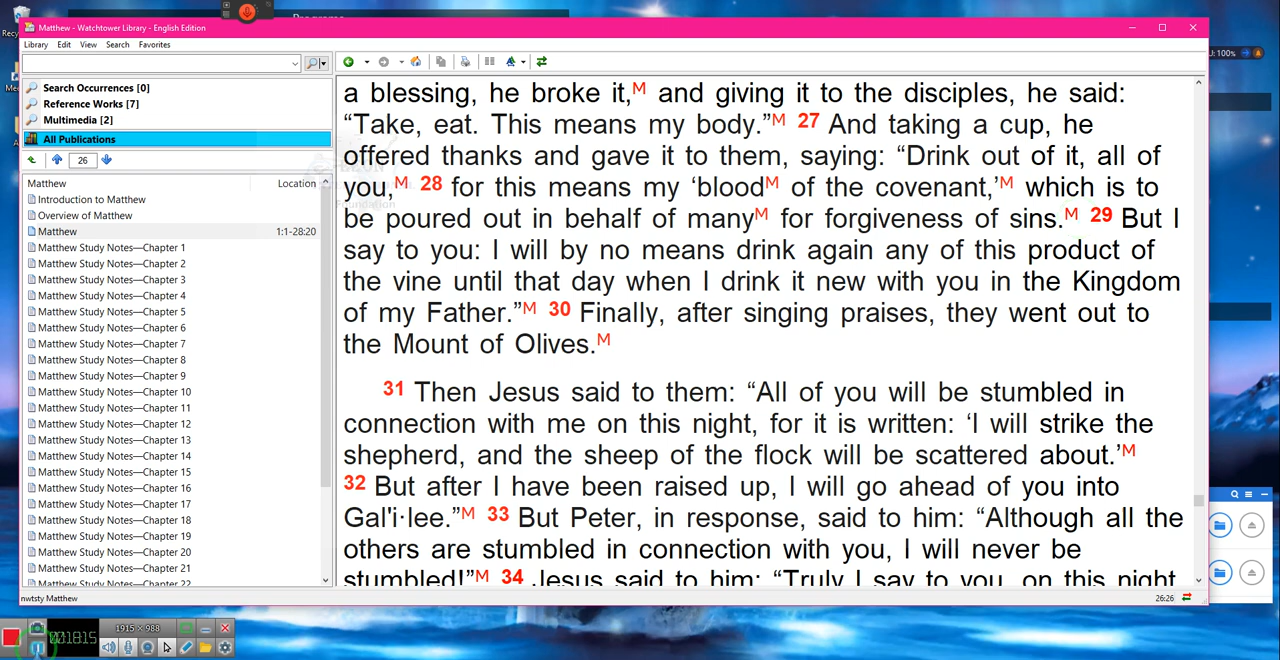 Matthew - Watchtower Library - English Edition
Library Edit View Search Favorites
Search Occurrences [0]
Reference Works [7]
Multimedia [2]
All Publications
26
Matthew Location
Introduction to Matthew
Overview of Matthew
Matthew 1:1-28:20
Matthew Study Notes—Chapter 1
Matthew Study Notes—Chapter 2
Matthew Study Notes—Chapter 3
Matthew Study Notes—Chapter 4
Matthew Study Notes—Chapter 5
Matthew Study Notes—Chapter 6
Matthew Study Notes—Chapter 7
Matthew Study Notes—Chapter 8
Matthew Study Notes—Chapter 9
Matthew Study Notes—Chapter 10
Matthew Study Notes—Chapter 11
Matthew Study Notes—Chapter 12
Matthew Study Notes—Chapter 13
Matthew Study Notes—Chapter 14
Matthew Study Notes—Chapter 15
Matthew Study Notes—Chapter 16
Matthew Study Notes—Chapter 17
Matthew Study Notes—Chapter 18
Matthew Study Notes—Chapter 19
Matthew Study Notes—Chapter 20
Matthew Study Notes—Chapter 21
Matthew Study Notes—Chapter 22
a blessing, he broke it,M and giving it to the disciples, he said:
“Take, eat. This means my body.”M 27 And taking a cup, he
offered thanks and gave it to them, saying: “Drink out of it, all of
you,M 28 for this means my ‘bloodM of the covenant,’M which is to
be poured out in behalf of manyM for forgiveness of sins.M 29 But I
say to you: I will by no means drink again any of this product of
the vine until that day when I drink it new with you in the Kingdom
of my Father.”M 30 Finally, after singing praises, they went out to
the Mount of Olives.M
31 Then Jesus said to them: “All of you will be stumbled in
connection with me on this night, for it is written: ‘I will strike the
shepherd, and the sheep of the flock will be scattered about.’M
32 But after I have been raised up, I will go ahead of you into
Gal′i·lee.”M 33 But Peter, in response, said to him: “Although all the
others are stumbled in connection with you, I will never be
stumbled!”M 34 Jesus said to him: “Truly I say to you, on this night
nwtsty Matthew 26:26
1915 × 988